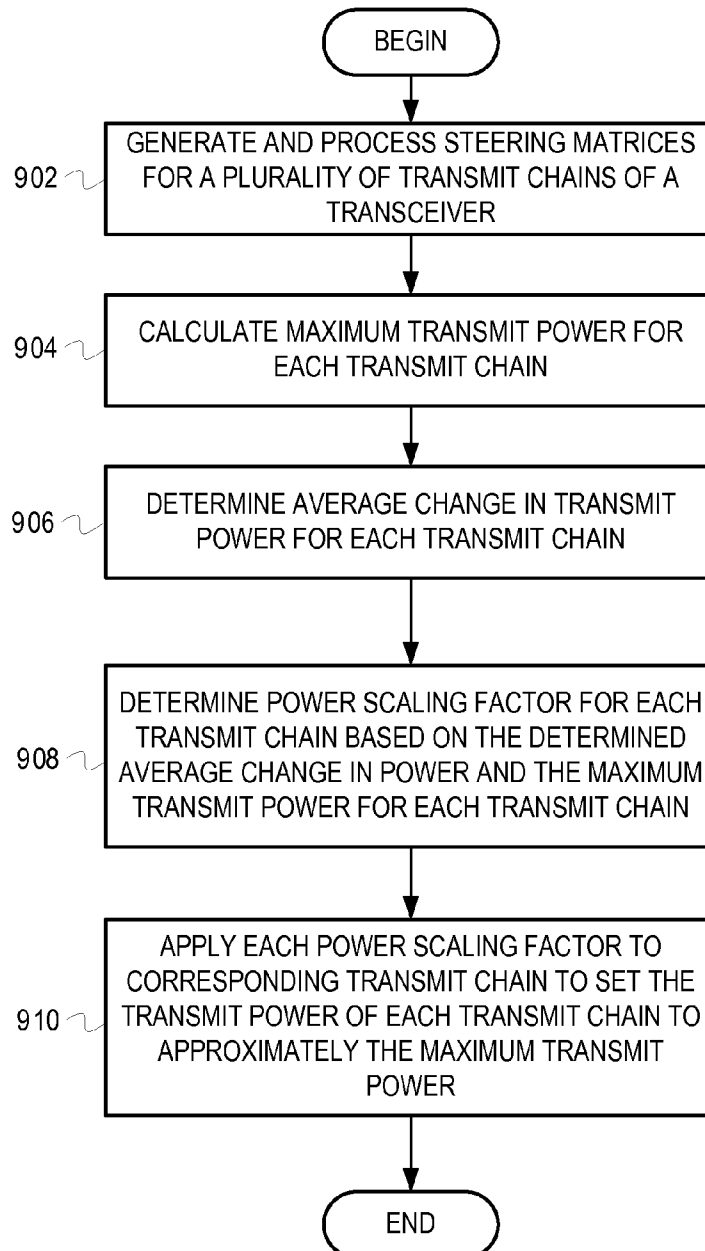 BEGIN
902
GENERATE AND PROCESS STEERING MATRICES
FOR A PLURALITY OF TRANSMIT CHAINS OF A
TRANSCEIVER
904
CALCULATE MAXIMUM TRANSMIT POWER FOR
EACH TRANSMIT CHAIN
906
DETERMINE AVERAGE CHANGE IN TRANSMIT
POWER FOR EACH TRANSMIT CHAIN
908
DETERMINE POWER SCALING FACTOR FOR EACH
TRANSMIT CHAIN BASED ON THE DETERMINED
AVERAGE CHANGE IN POWER AND THE MAXIMUM
TRANSMIT POWER FOR EACH TRANSMIT CHAIN
910
APPLY EACH POWER SCALING FACTOR TO
CORRESPONDING TRANSMIT CHAIN TO SET THE
TRANSMIT POWER OF EACH TRANSMIT CHAIN TO
APPROXIMATELY THE MAXIMUM TRANSMIT
POWER
END